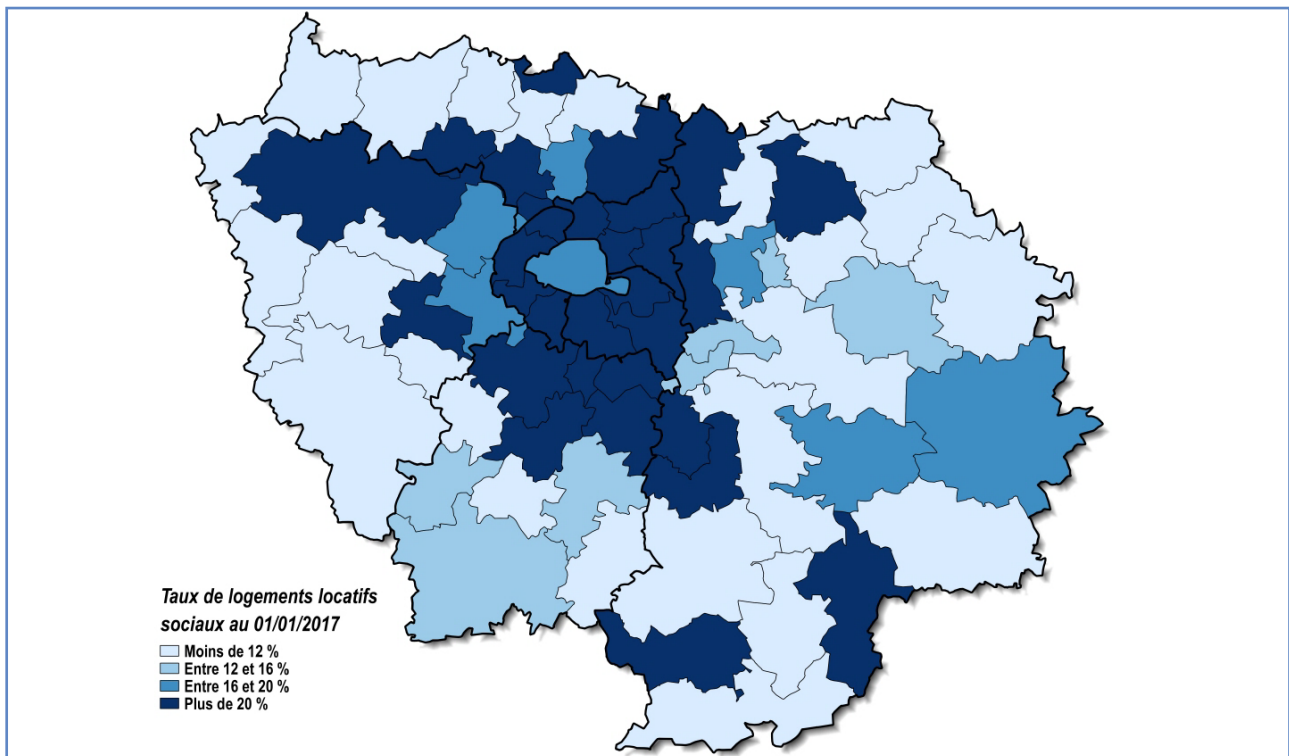 Taux de logements locatifs
sociaux au 01/01/2017
Moins de 12 %
Entre 12 et 16 %
Entre 16 et 20 %
Plus de 20 %